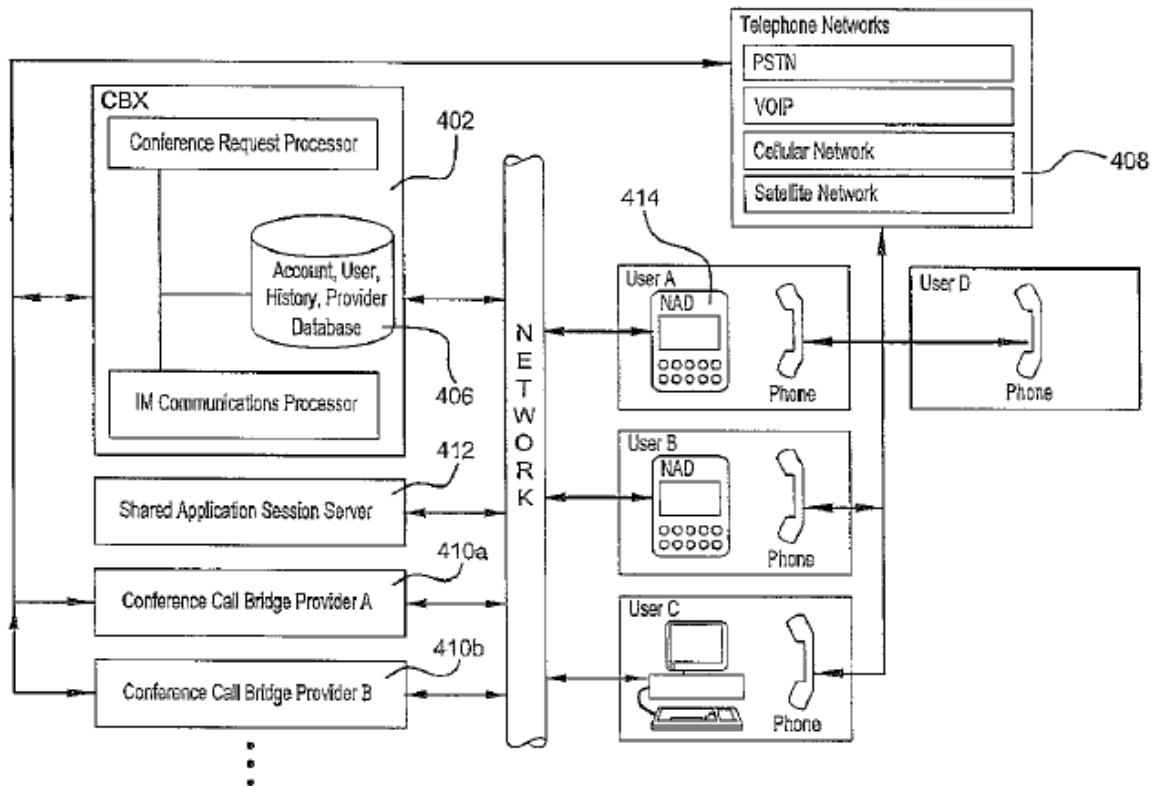 Telephone Networks
PSTN
VOIP
Cellular Network
Satellite Network
408
CBX
Conference Request Processor
402
Account, User,
History, Provider
Database
406
IM Communications Processor
412
Shared Application Session Server
410a
Conference Call Bridge Provider A
410b
Conference Call Bridge Provider B
NETWORK
414
User A
NAD
Phone
User D
Phone
User B
NAD
Phone
User C
Phone